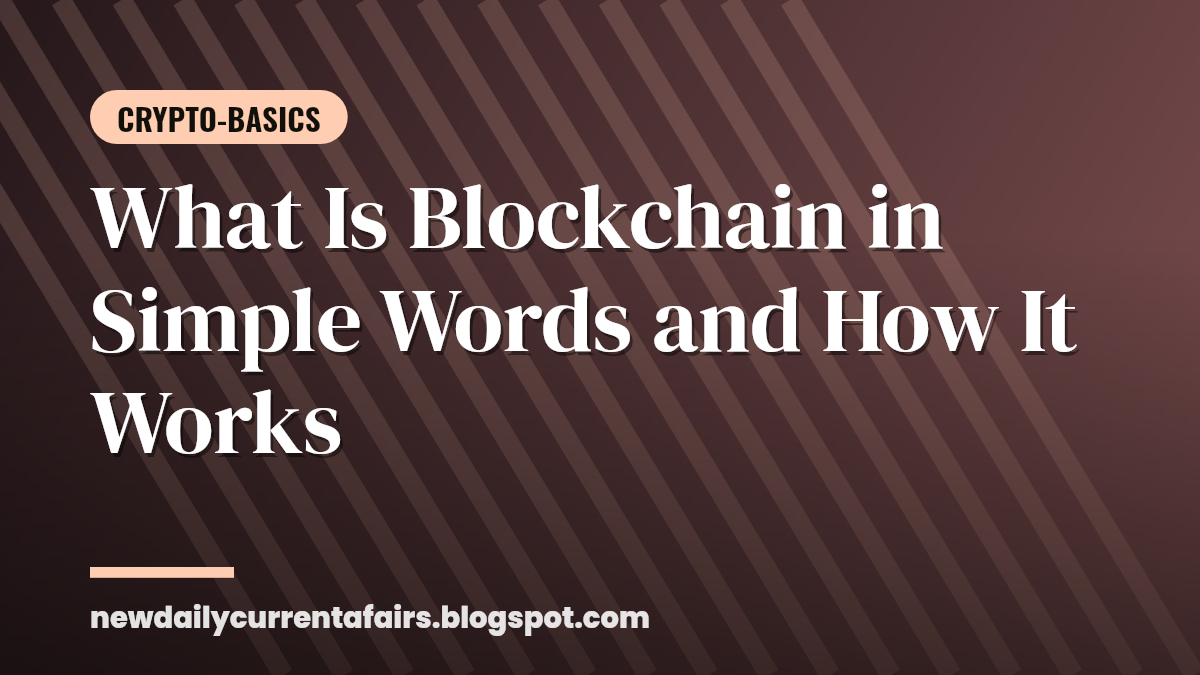 CRYPTO-BASICS
What Is Blockchain in
Simple Words and How It
Works
newdailycurrentafairs.blogspot.com